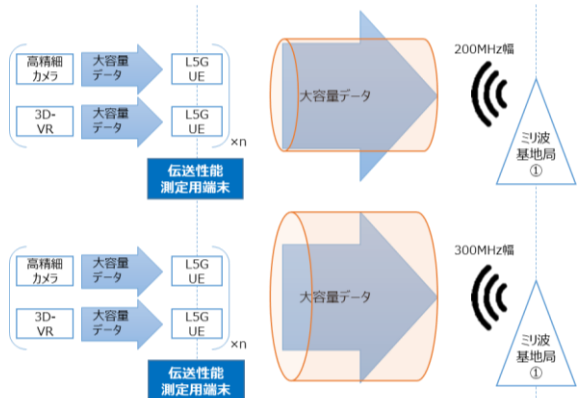 高精細
カメラ
大容量
データ
L5G
UE
3D-
VR
大容量
データ
L5G
UE
×n
伝送性能
測定用端末
大容量データ
200MHz幅
ミリ波
基地局
①
高精細
カメラ
大容量
データ
L5G
UE
3D-
VR
大容量
データ
L5G
UE
×n
伝送性能
測定用端末
大容量データ
300MHz幅
ミリ波
基地局
①